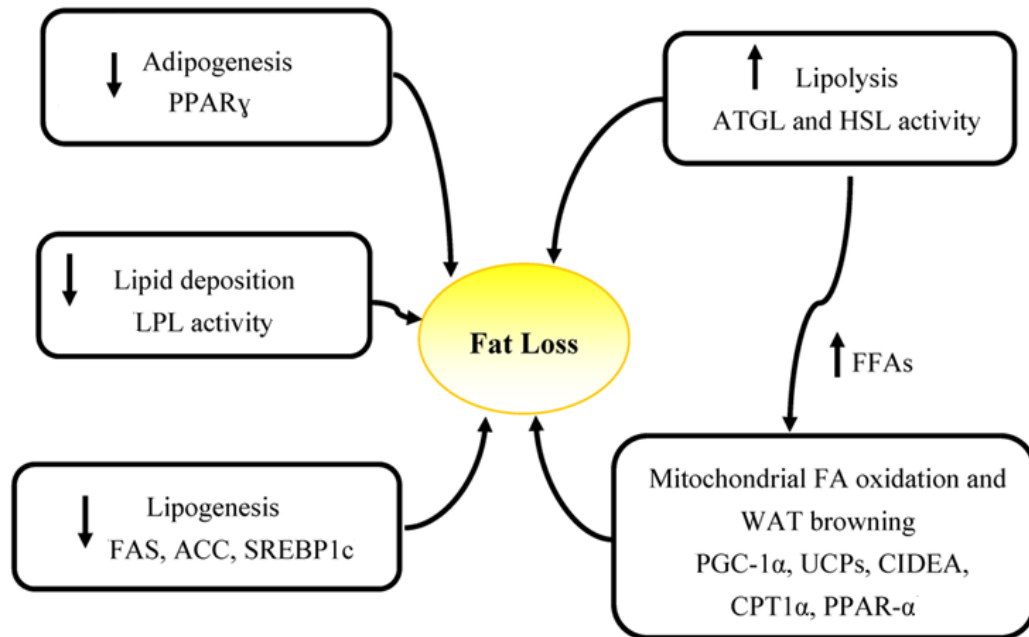 Adipogenesis
PPARɣ
Lipolysis
ATGL and HSL activity
Lipid deposition
LPL activity
Fat Loss
FFAs
Lipogenesis
FAS, ACC, SREBP1c
Mitochondrial FA oxidation and
WAT browning
PGC-1α, UCPs, CIDEA,
CPT1α, PPAR-α